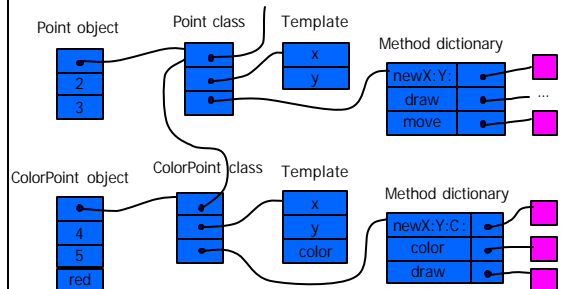 Point object Point class Template
Method dictionary
x
y
2
3
newX:Y:
draw ...
move
ColorPoint object ColorPoint class Template
Method dictionary
x
y
color
4
5
red
newX:Y:C:
color
draw